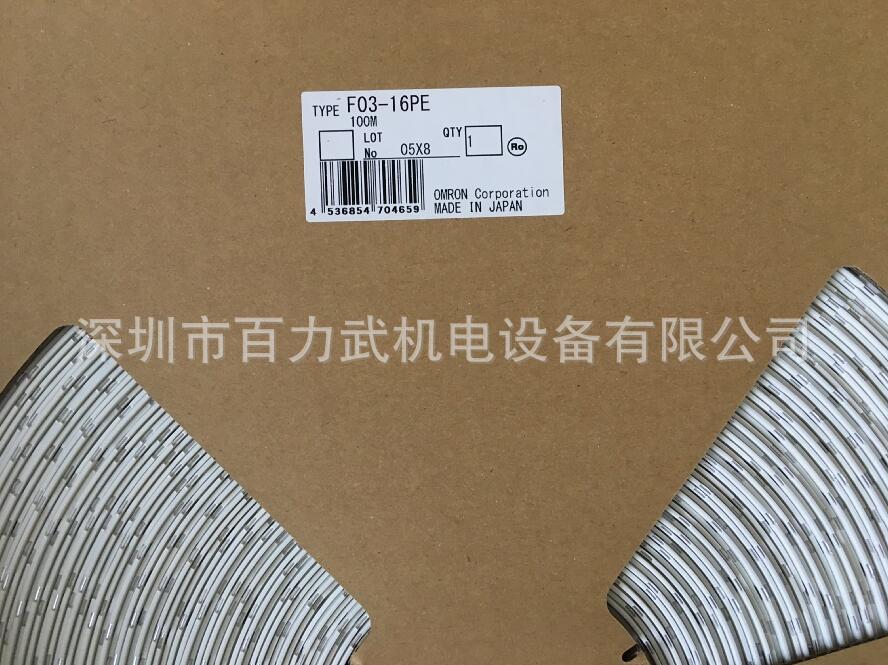 TYPE F03-16PE
100M
LOT
No 05X8
QTY 1
Ro
4 536854 704659
OMRON Corporation
MADE IN JAPAN
深圳市百力武机电设备有限公司